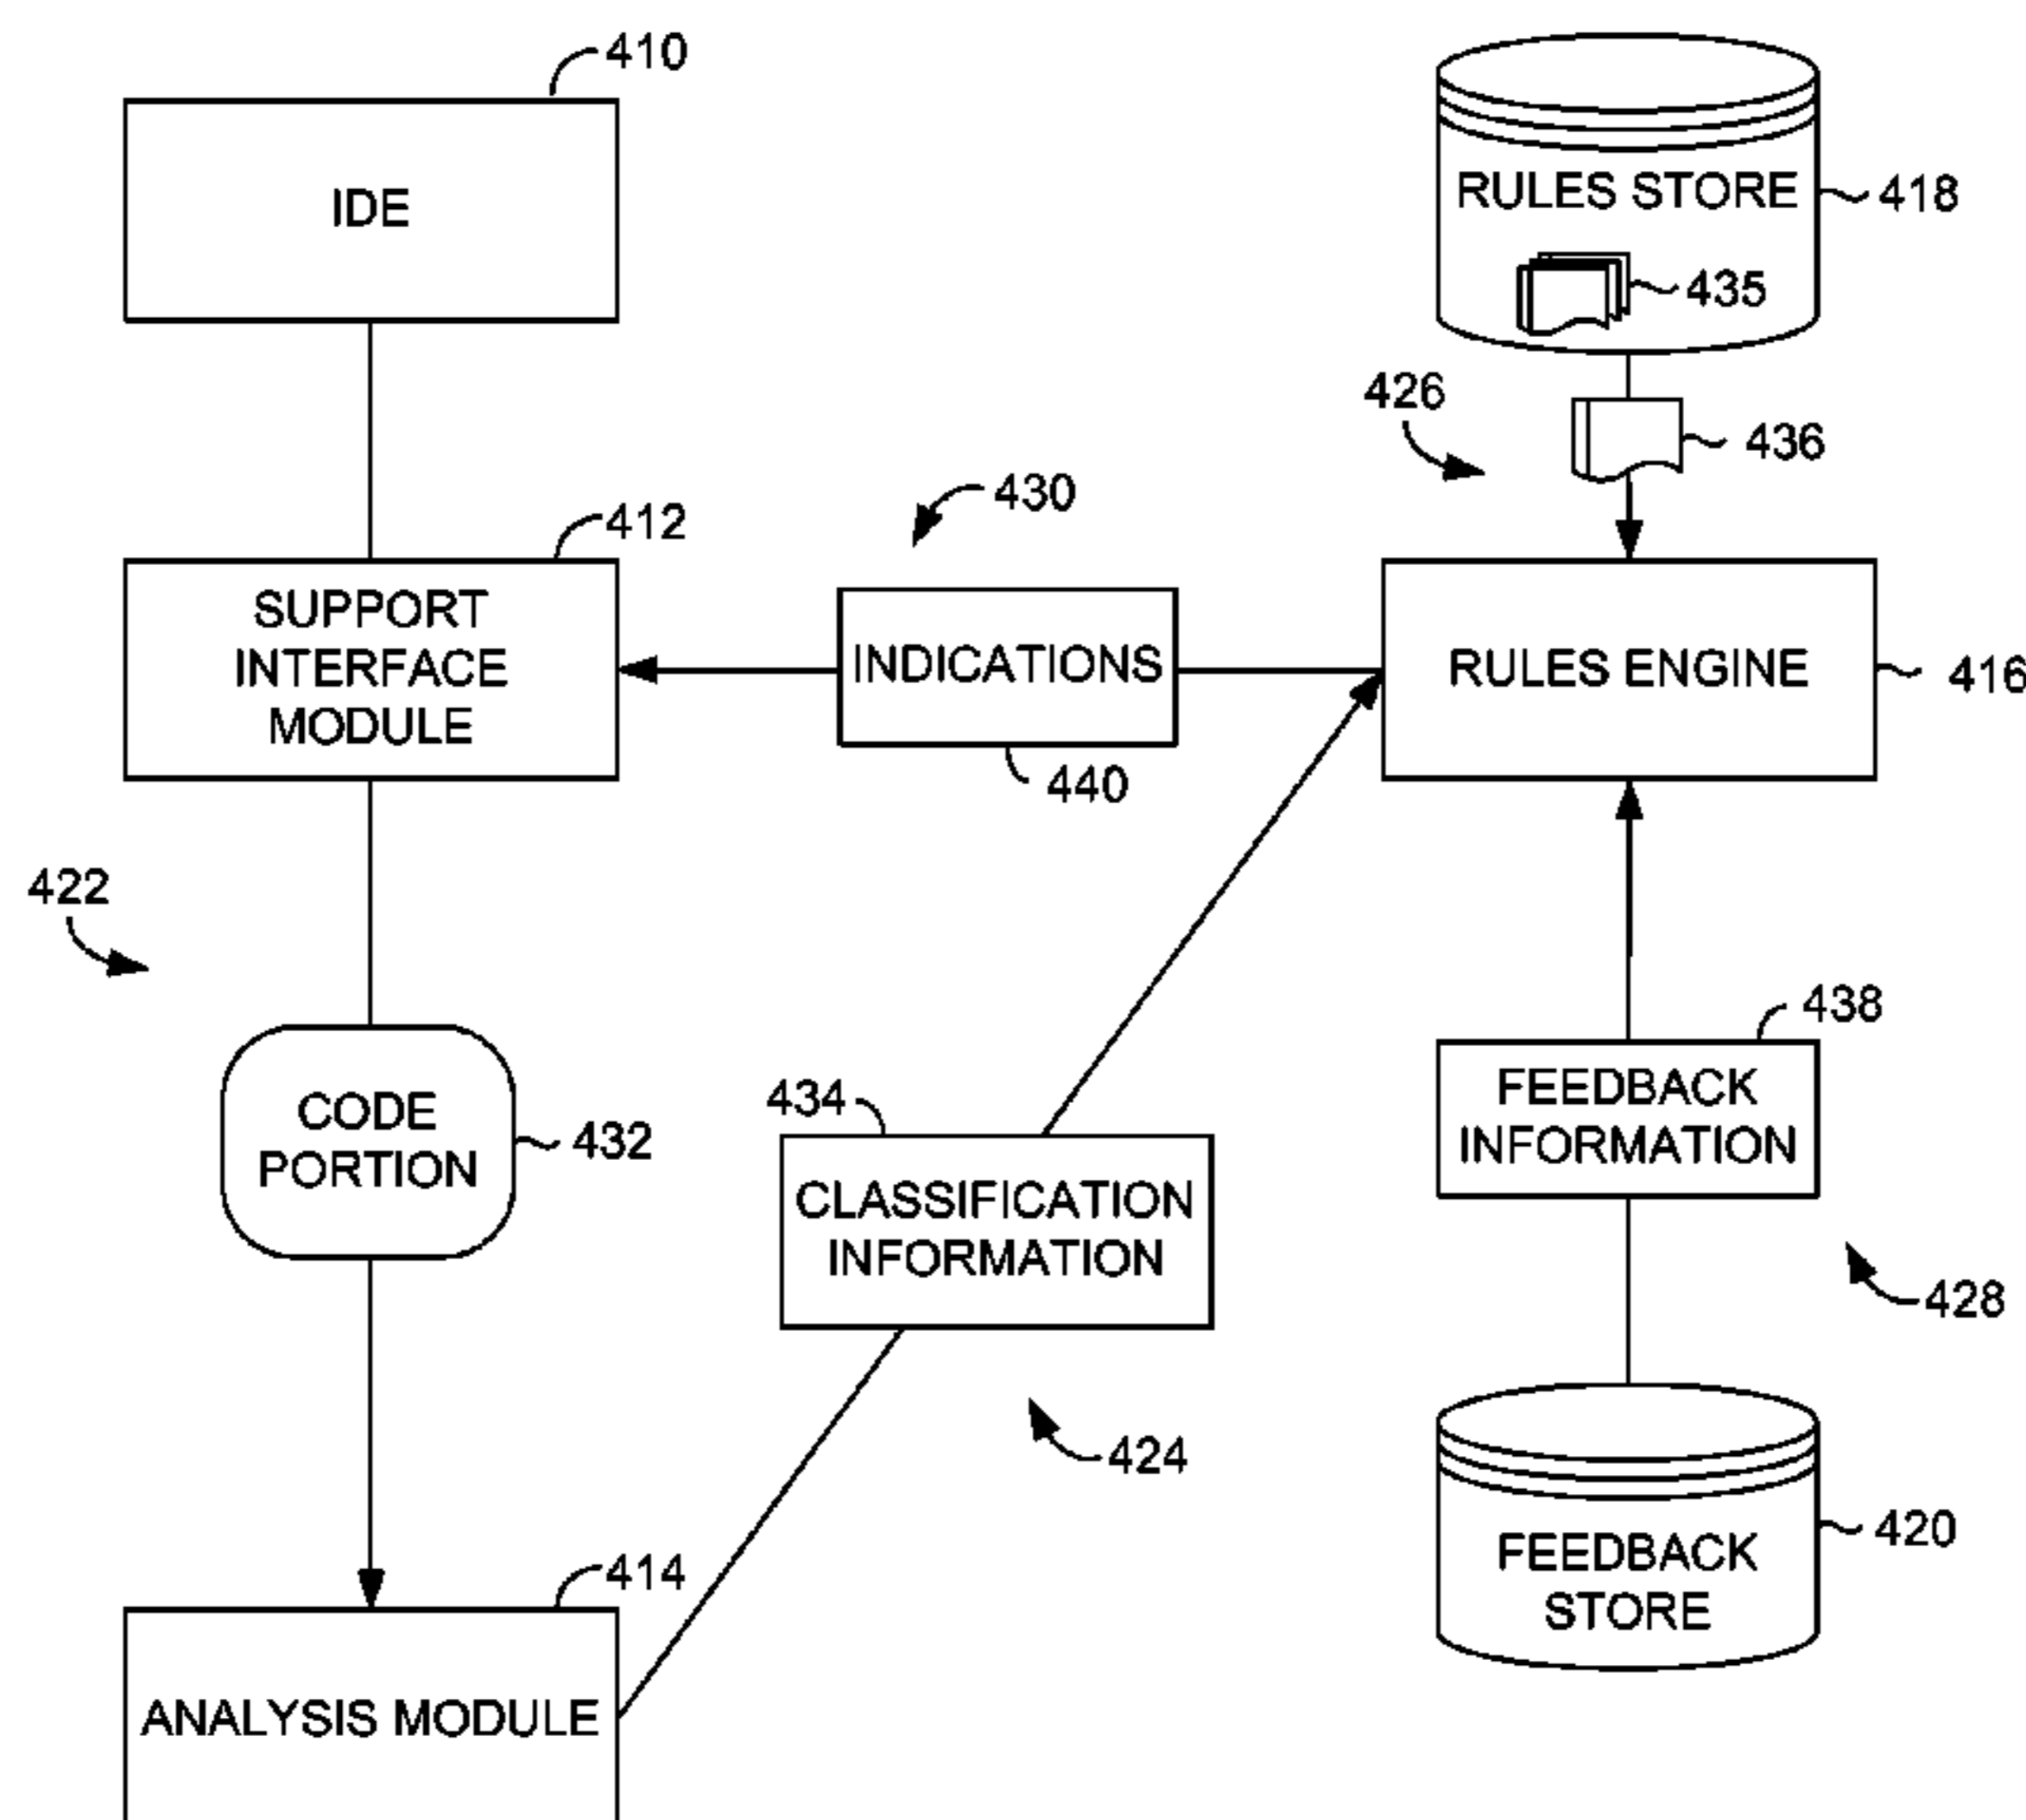 410
IDE
RULES STORE
418
435
426
436
430
412
SUPPORT
INTERFACE
MODULE
INDICATIONS
440
RULES ENGINE
416
422
CODE
PORTION
432
434
CLASSIFICATION
INFORMATION
424
438
FEEDBACK
INFORMATION
428
414
ANALYSIS MODULE
FEEDBACK
STORE
420